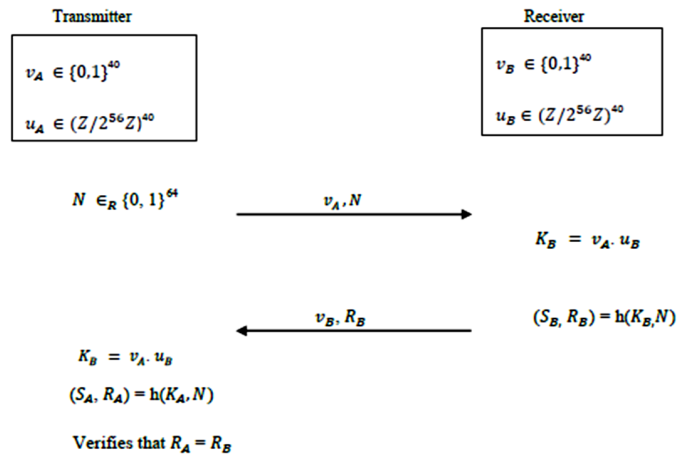 Transmitter
Receiver
v_A ∈ {0,1}^40
u_A ∈ (Z/2^56Z)^40
v_B ∈ {0,1}^40
u_B ∈ (Z/2^56Z)^40
N ∈_R {0, 1}^64
v_A, N
K_B = v_A. u_B
v_B, R_B
(S_B, R_B) = h(K_B,N)
K_B = v_A. u_B
(S_A, R_A) = h(K_A,N)
Verifies that R_A = R_B